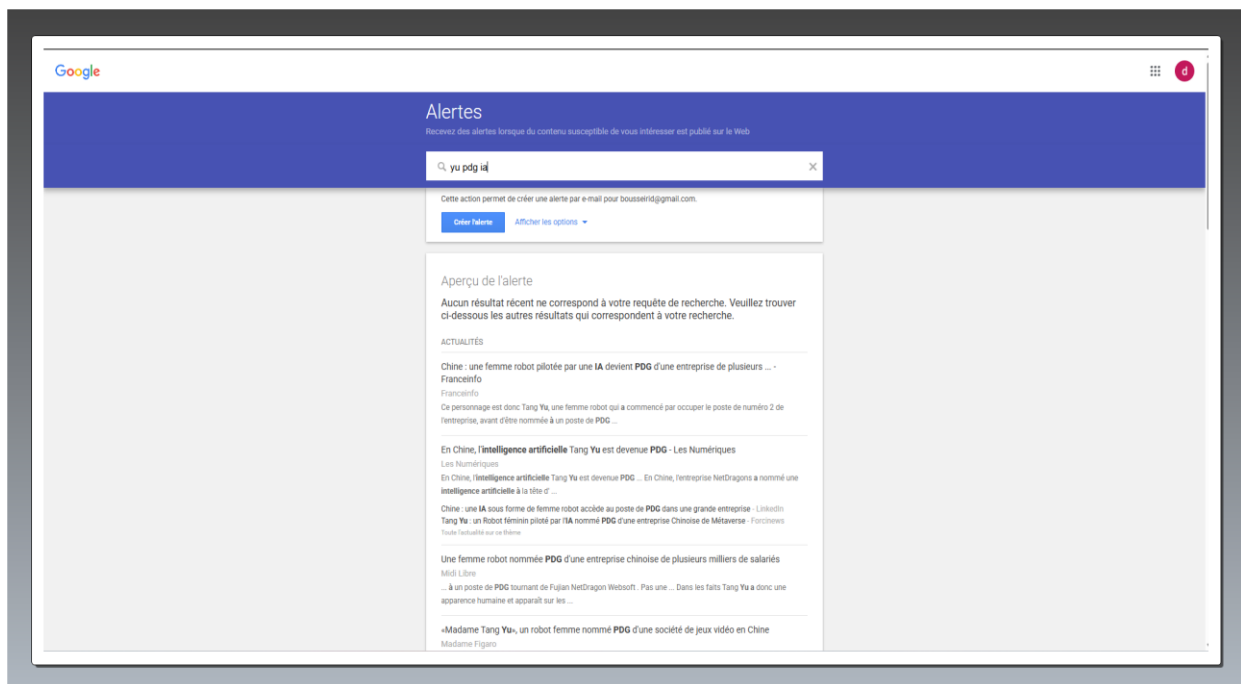 Google
d
Alertes
Recevez des alertes lorsque du contenu susceptible de vous intéresser est publié sur le Web
yu pdg ia
Cette action permet de créer une alerte par e-mail pour bousseirid@gmail.com.
Créer l'alerte Afficher les options
Aperçu de l'alerte
Aucun résultat récent ne correspond à votre requête de recherche. Veuillez trouver
ci-dessous les autres résultats qui correspondent à votre recherche.
ACTUALITÉS
Chine : une femme robot pilotée par une IA devient PDG d'une entreprise de plusieurs ... -
Franceinfo
Franceinfo
Ce personnage est donc Tang Yu, une femme robot qui a commencé par occuper le poste de numéro 2 de
l'entreprise, avant d'être nommée à un poste de PDG ...
En Chine, l'intelligence artificielle Tang Yu est devenue PDG - Les Numériques
Les Numériques
En Chine, l'intelligence artificielle Tang Yu est devenue PDG ... En Chine, l'entreprise NetDragons a nommé une
intelligence artificielle à la tête d' ...
Chine : une IA sous forme de femme robot accède au poste de PDG dans une grande entreprise - LinkedIn
Tang Yu : un Robot féminin piloté par l'IA nommé PDG d'une entreprise Chinoise de Métaverse - Forcinews
Toute l'actualité sur ce thème
Une femme robot nommée PDG d'une entreprise chinoise de plusieurs milliers de salariés
Midi Libre
... à un poste de PDG tournant de Fujian NetDragon Websoft . Pas une ... Dans les faits Tang Yu a donc une
apparence humaine et apparaît sur les ...
«Madame Tang Yu», un robot femme nommé PDG d'une société de jeux vidéo en Chine
Madame Figaro